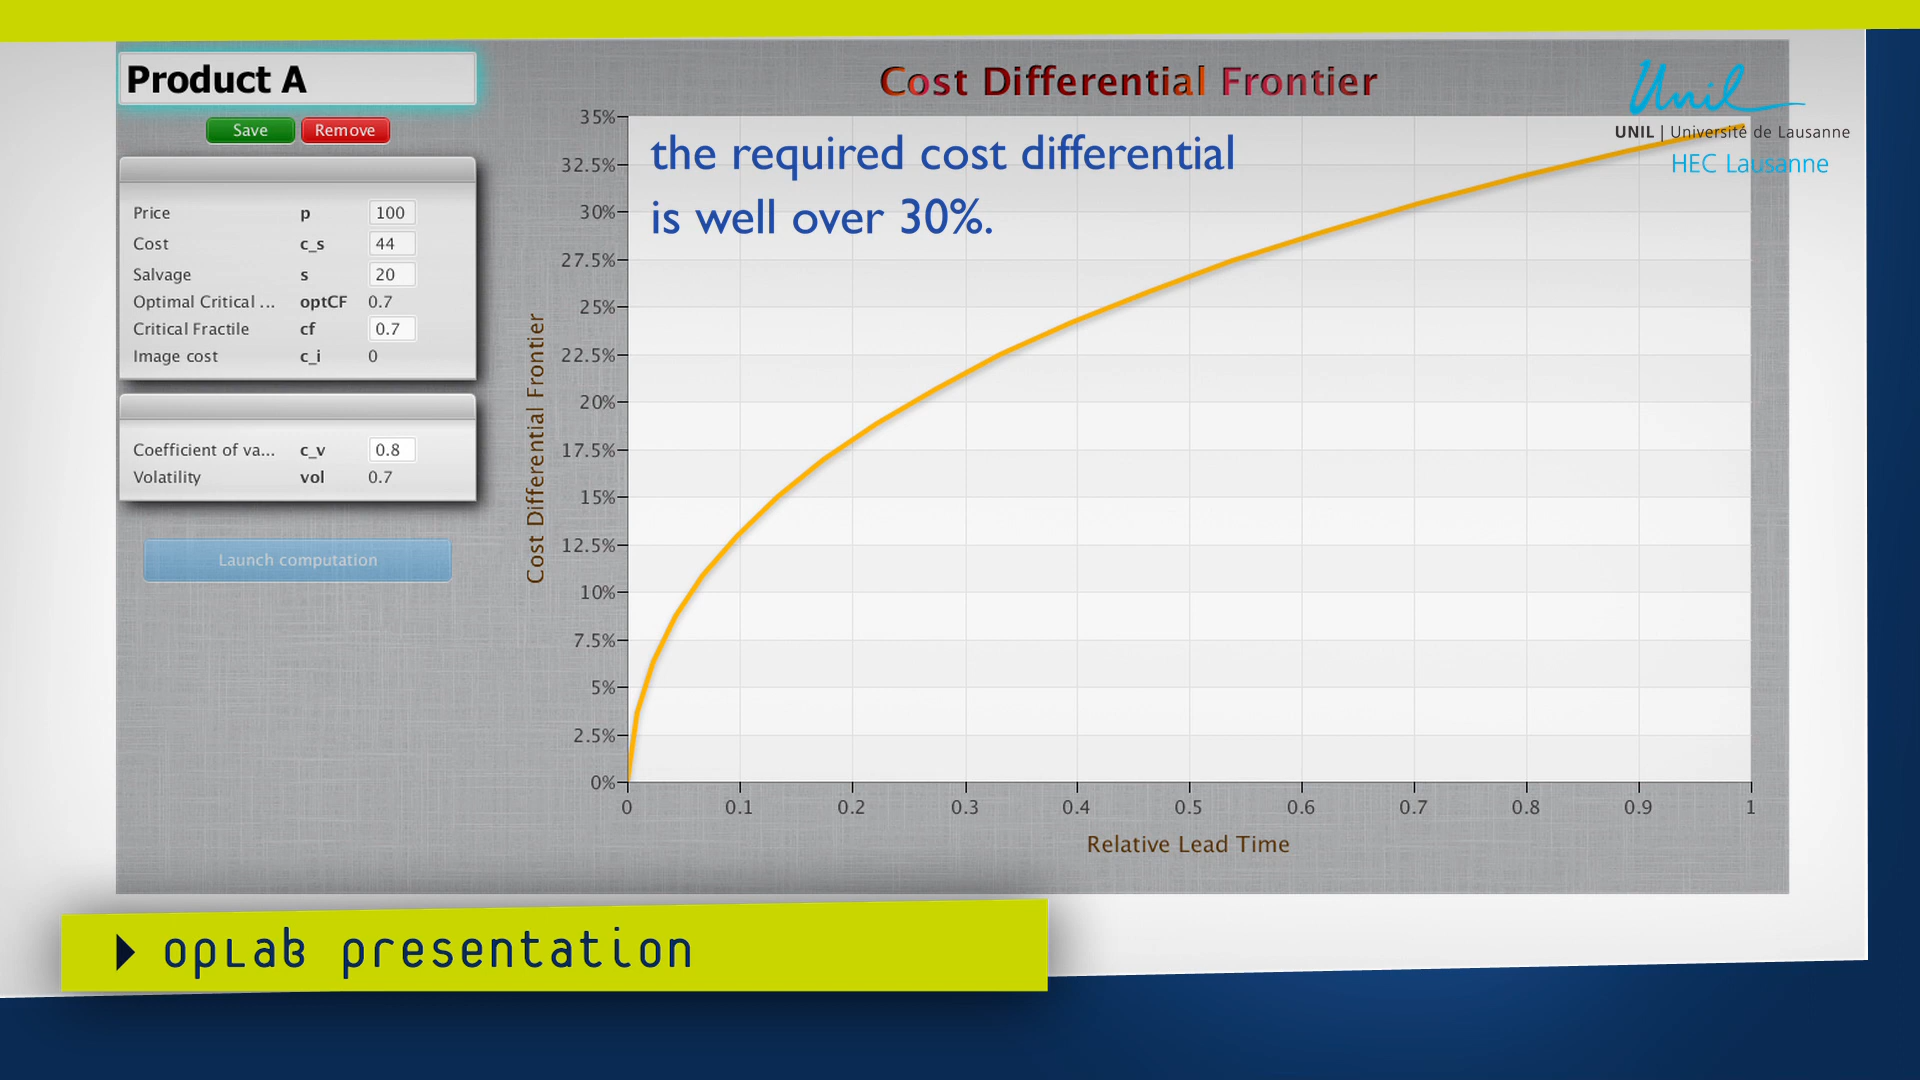 Product A
Save Remove
Price p 100
Cost c_s 44
Salvage s 20
Optimal Critical ... optCF 0.7
Critical Fractile cf 0.7
Image cost c_i 0
Coefficient of va... c_v 0.8
Volatility vol 0.7
Launch computation
Cost Differential Frontier
the required cost differential
is well over 30%.
Unil
UNIL | Université de Lausanne
HEC Lausanne
Cost Differential Frontier
35%
32.5%
30%
27.5%
25%
22.5%
20%
17.5%
15%
12.5%
10%
7.5%
5%
2.5%
0%
0 0.1 0.2 0.3 0.4 0.5 0.6 0.7 0.8 0.9 1
Relative Lead Time
opLab presentation